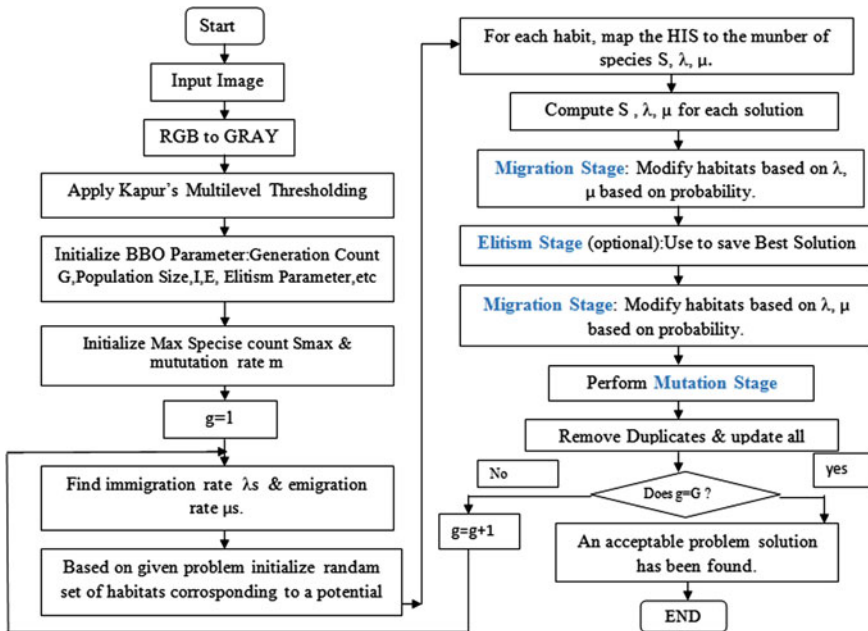 Start
Input Image
RGB to GRAY
Apply Kapur's Multilevel Thresholding
Initialize BBO Parameter:Generation Count
G,Population Size,I,E, Elitism Parameter,etc
Initialize Max Specise count Smax &
mututation rate m
g=1
Find immigration rate λs & emigration
rate µs.
Based on given problem initialize randam
set of habitats corrosponding to a potential
For each habit, map the HIS to the munber of
species S, λ, µ.
Compute S , λ, µ for each solution
Migration Stage: Modify habitats based on λ,
µ based on probability.
Elitism Stage (optional):Use to save Best Solution
Migration Stage: Modify habitats based on λ, µ
based on probability.
Perform Mutation Stage
Remove Duplicates & update all
No
yes
Does g=G ?
g=g+1
An acceptable problem solution
has been found.
END